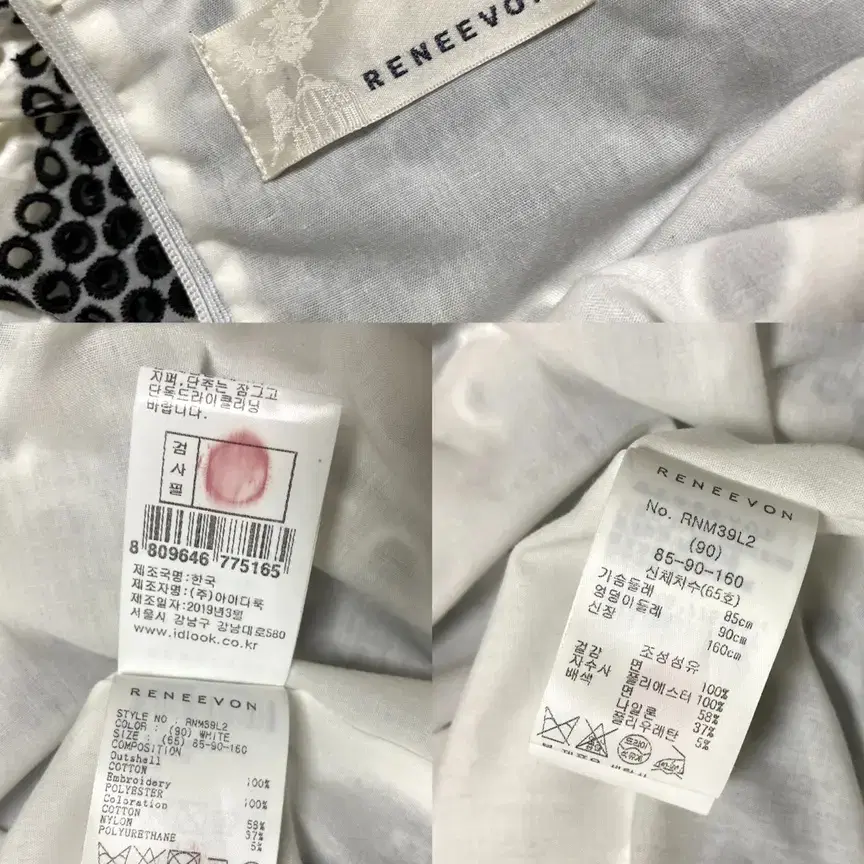 RENEEVON
지퍼,단추는 잠그고
단독드라이클리닝
바랍니다.
검
사
필
8 809646 775165
제조국명:한국
제조자명:(주)아이디룩
제조일자:2019년3월
서울시 강남구 강남대로580
www.idlook.co.kr
RENEEVON
STYLE NO : RNM39L2
COLOR : (90) WHITE
SIZE : (65) 85-90-160
COMPOSITION
Outshell
COTTON 100%
Embroidery
POLYESTER 100%
Coloration
COTTON 58%
NYLON 37%
POLYURETHANE 5%
RENEEVON
No. RNM39L2
(90)
85-90-160
신체치수(65호)
가슴둘레 85cm
엉덩이둘레 90cm
신장 160cm
조성섬유
겉감 면 100%
자수사 폴리에스터 100%
배색 면 58%
나일론 37%
폴리우레탄 5%
드라이
석유계